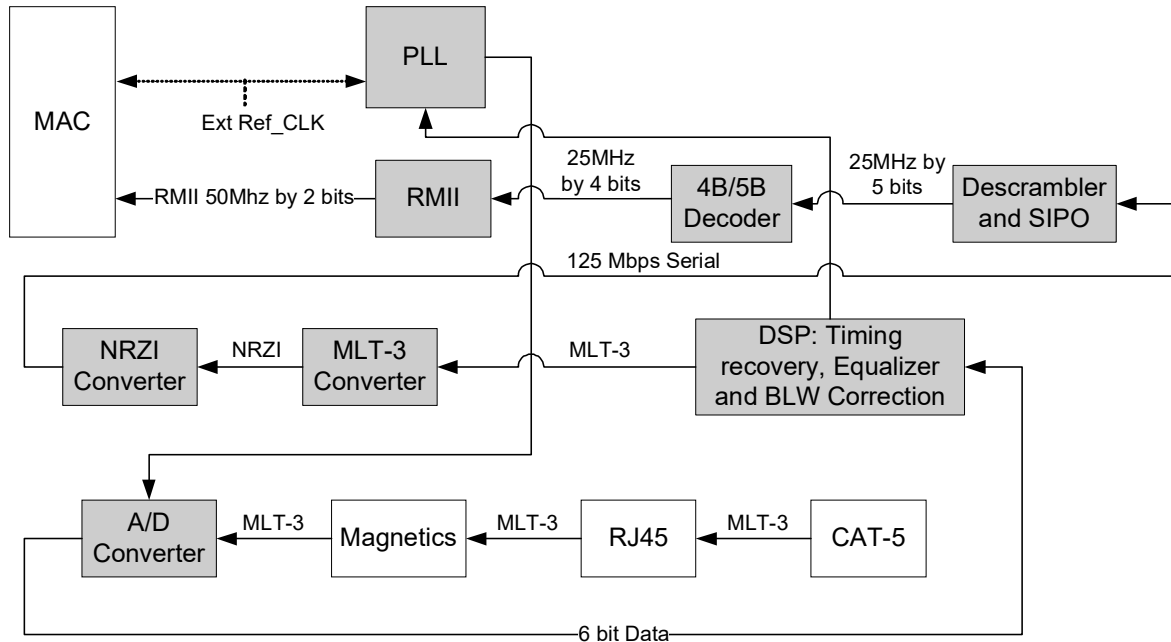 MAC
PLL
Ext Ref_CLK
RMII 50Mhz by 2 bits
RMII
25MHz
by 4 bits
4B/5B
Decoder
25MHz by
5 bits
Descrambler
and SIPO
125 Mbps Serial
NRZI
Converter
NRZI
MLT-3
Converter
MLT-3
DSP: Timing
recovery, Equalizer
and BLW Correction
A/D
Converter
MLT-3
Magnetics
MLT-3
RJ45
MLT-3
CAT-5
6 bit Data